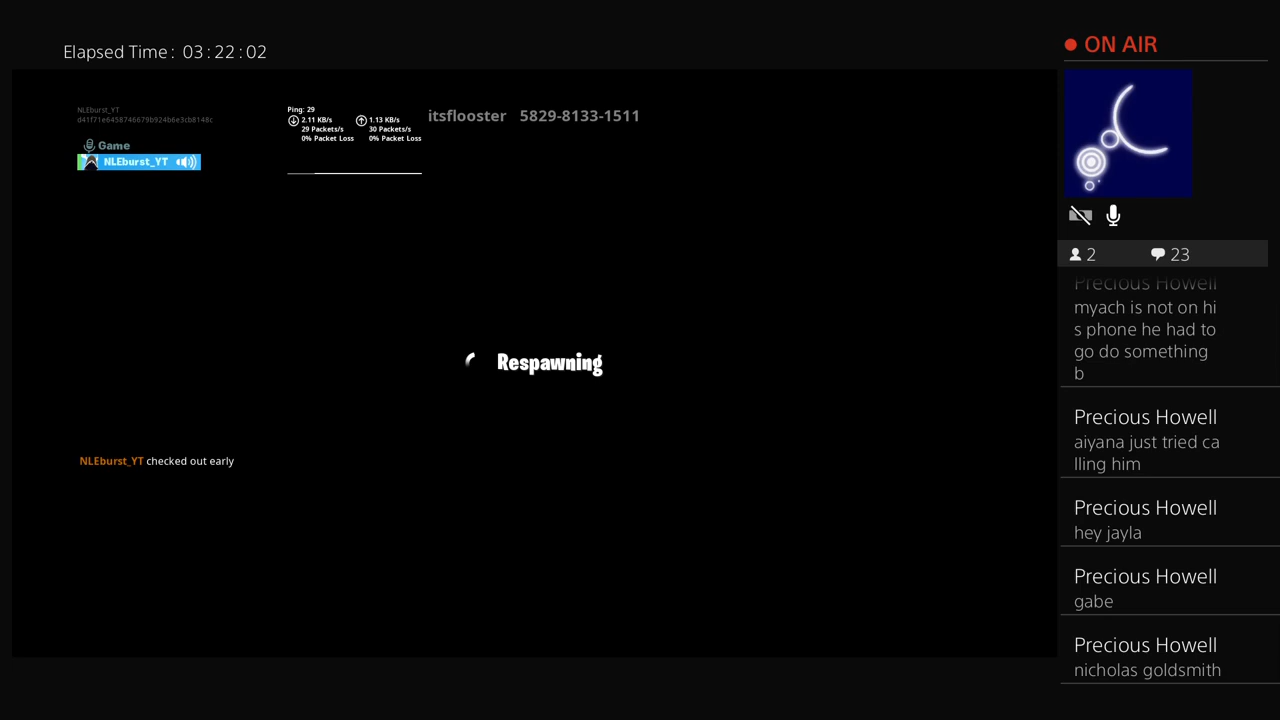 Elapsed Time: 03:22:02
ON AIR
NLEburst_YT
d41f71e6458746679b924b6e3cb8148c
Game
NLEburst_YT
Ping: 29
2.11 KB/s
29 Packets/s
0% Packet Loss
1.13 KB/s
30 Packets/s
0% Packet Loss
itsflooster 5829-8133-1511
Respawning
NLEburst_YT checked out early
2 23
Precious Howell
myach is not on hi
s phone he had to
go do something
b
Precious Howell
aiyana just tried ca
lling him
Precious Howell
hey jayla
Precious Howell
gabe
Precious Howell
nicholas goldsmith